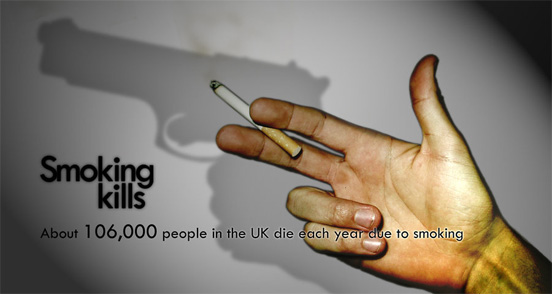 Smoking
kills
About 106,000 people in the UK die each year due to smoking